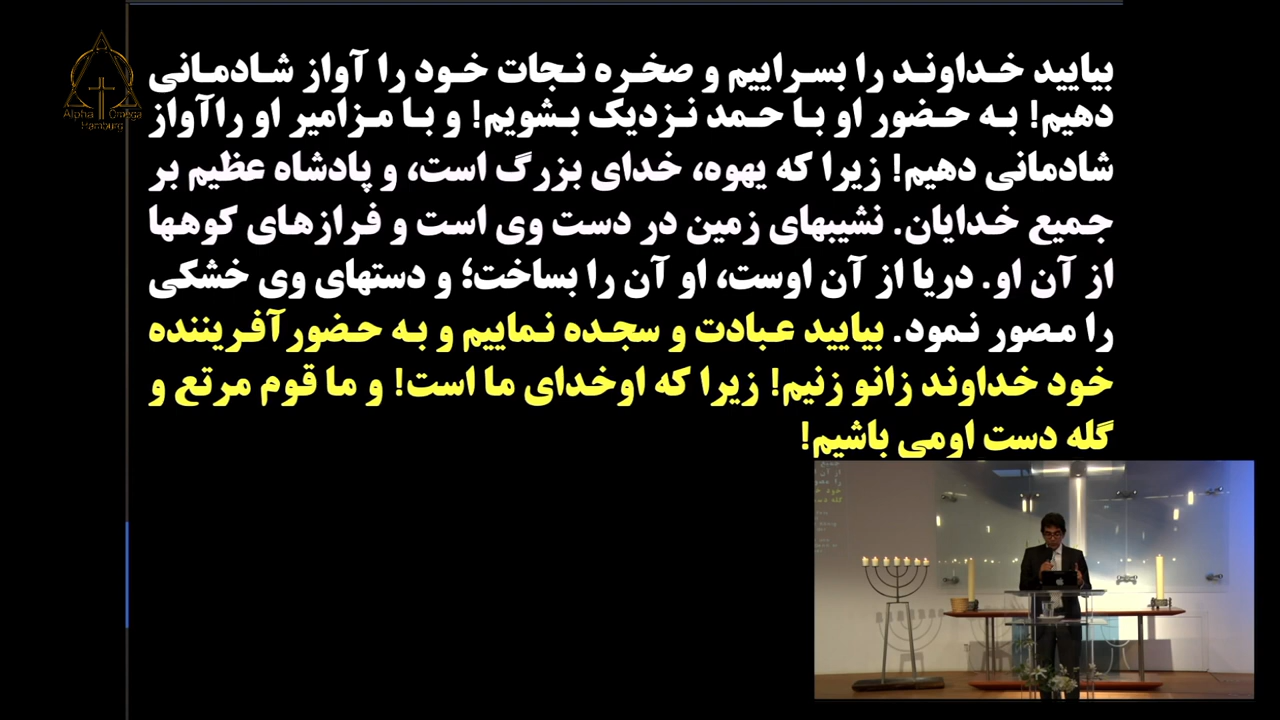 بیایید خداوند را بسراییم و صخره نجات خود را آواز شادمانی
دهیم! به حضور او با حمد نزدیک بشویم! و با مزامیر او راآواز
شادمانی دهیم! زیرا که یهوه، خدای بزرگ است، و پادشاه عظیم بر
جمیع خدایان. نشیبهای زمین در دست وی است و فرازهای کوهها
از آن او. دریا از آن اوست، او آن را بساخت؛ و دستهای وی خشکی
را مصور نمود. بیایید عبادت و سجده نماییم و به حضورآفریننده
خود خداوند زانو زنیم! زیرا که اوخدای ما است! و ما قوم مرتع و
گله دست اومی باشیم!
Alpha Omega
Hamburg